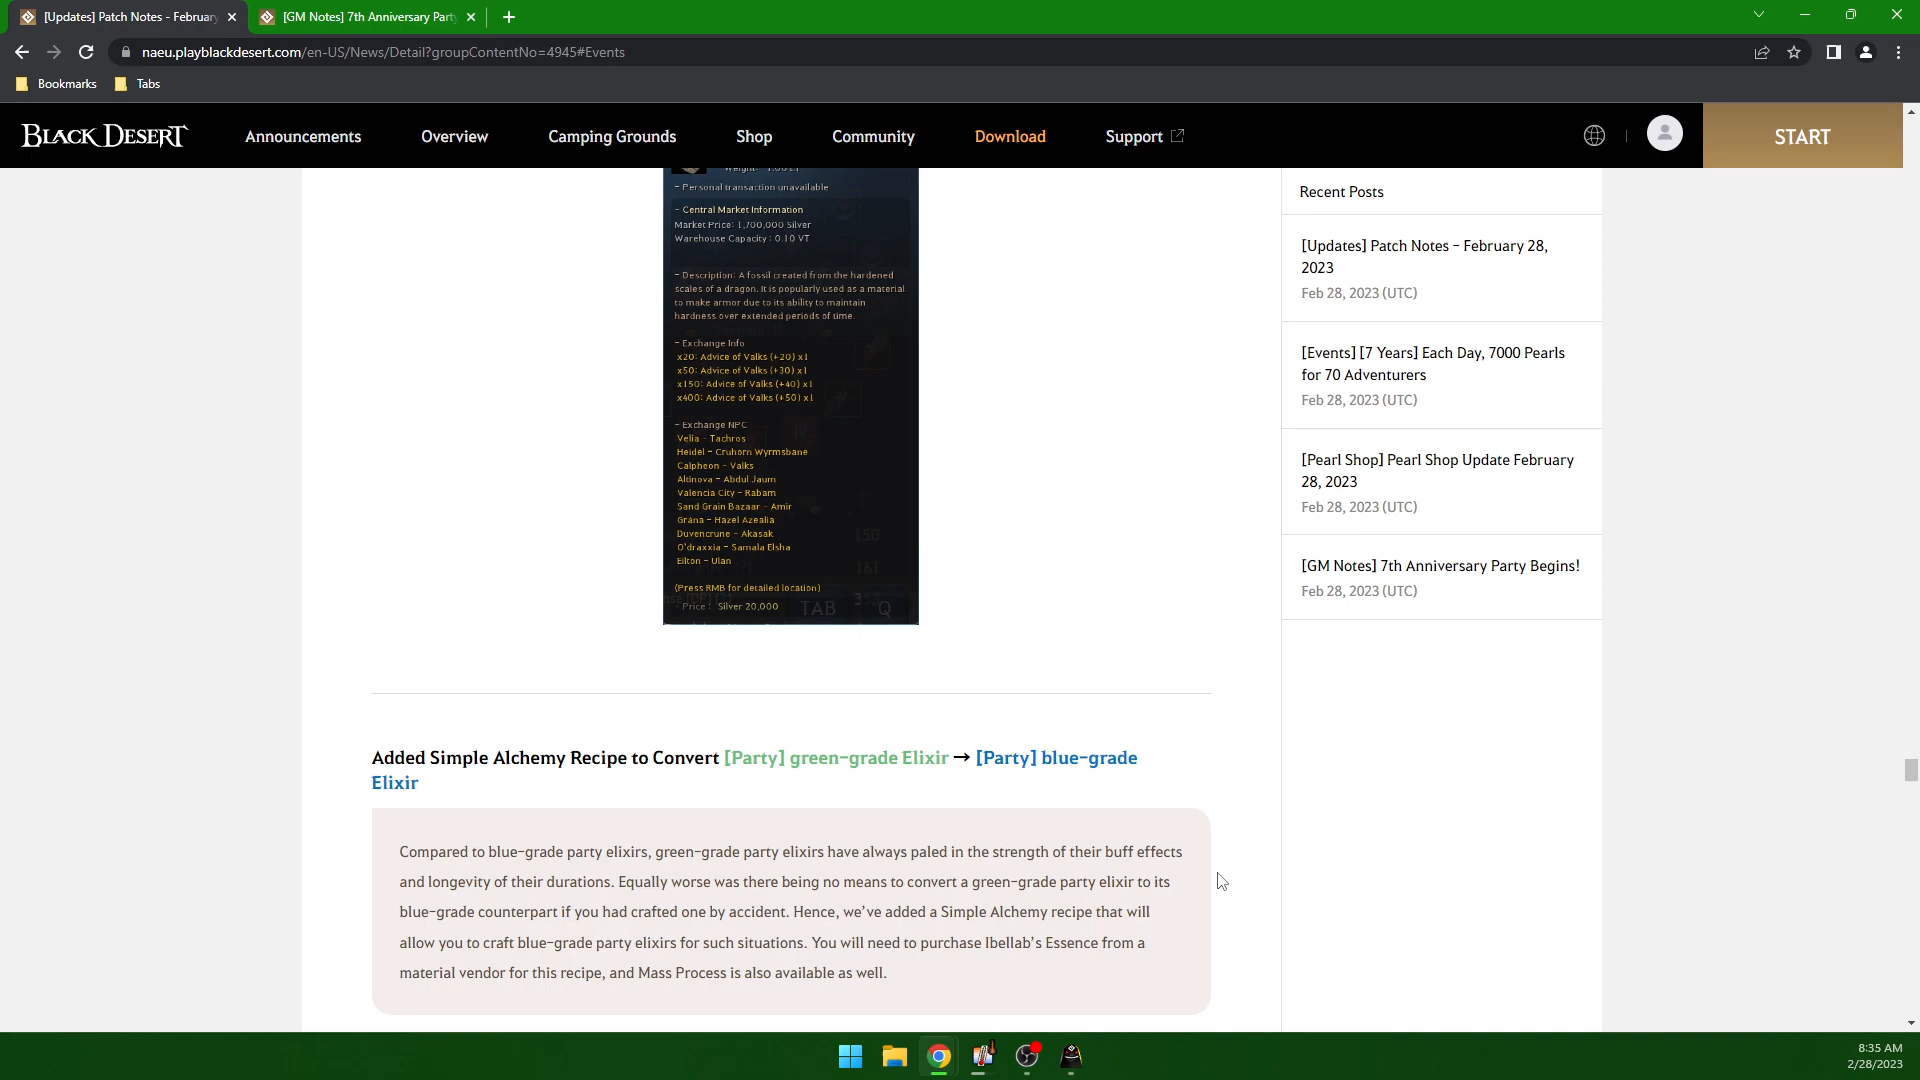 [Updates] Patch Notes - February
[GM Notes] 7th Anniversary Part
naeu.playblackdesert.com/en-US/News/Detail?groupContentNo=4945#Events
Bookmarks
Tabs
BLACK DESERT
Announcements
Overview
Camping Grounds
Shop
Community
Download
Support
START
- Personal transaction unavailable
- Central Market Information
Market Price: 1,700,000 Silver
Warehouse Capacity : 0.10 VT
- Description: A fossil created from the hardened
scales of a dragon. It is popularly used as a material
to make armor due to its ability to maintain
hardness over extended periods of time.
- Exchange Info
x20: Advice of Valks (+20) x1
x50: Advice of Valks (+30) x1
x150: Advice of Valks (+40) x1
x400: Advice of Valks (+50) x1
- Exchange NPC
Velia - Tachros
Heidel - Cruhorn Wyrmsbane
Calpheon - Valks
Altinova - Abdul Jaum
Valencia City - Rabam
Sand Grain Bazaar - Amir
Grána - Hazel Azealia
Duvencrune - Akasak
O'draxxia - Samala Elsha
Eilton - Ulan
150
161
(Press RMB for detailed location)
- Price : Silver 20,000
TAB
Q
Added Simple Alchemy Recipe to Convert [Party] green-grade Elixir → [Party] blue-grade
Elixir
Compared to blue-grade party elixirs, green-grade party elixirs have always paled in the strength of their buff effects
and longevity of their durations. Equally worse was there being no means to convert a green-grade party elixir to its
blue-grade counterpart if you had crafted one by accident. Hence, we've added a Simple Alchemy recipe that will
allow you to craft blue-grade party elixirs for such situations. You will need to purchase Ibellab's Essence from a
material vendor for this recipe, and Mass Process is also available as well.
Recent Posts
[Updates] Patch Notes - February 28,
2023
Feb 28, 2023 (UTC)
[Events] [7 Years] Each Day, 7000 Pearls
for 70 Adventurers
Feb 28, 2023 (UTC)
[Pearl Shop] Pearl Shop Update February
28, 2023
Feb 28, 2023 (UTC)
[GM Notes] 7th Anniversary Party Begins!
Feb 28, 2023 (UTC)
8:35 AM
2/28/2023